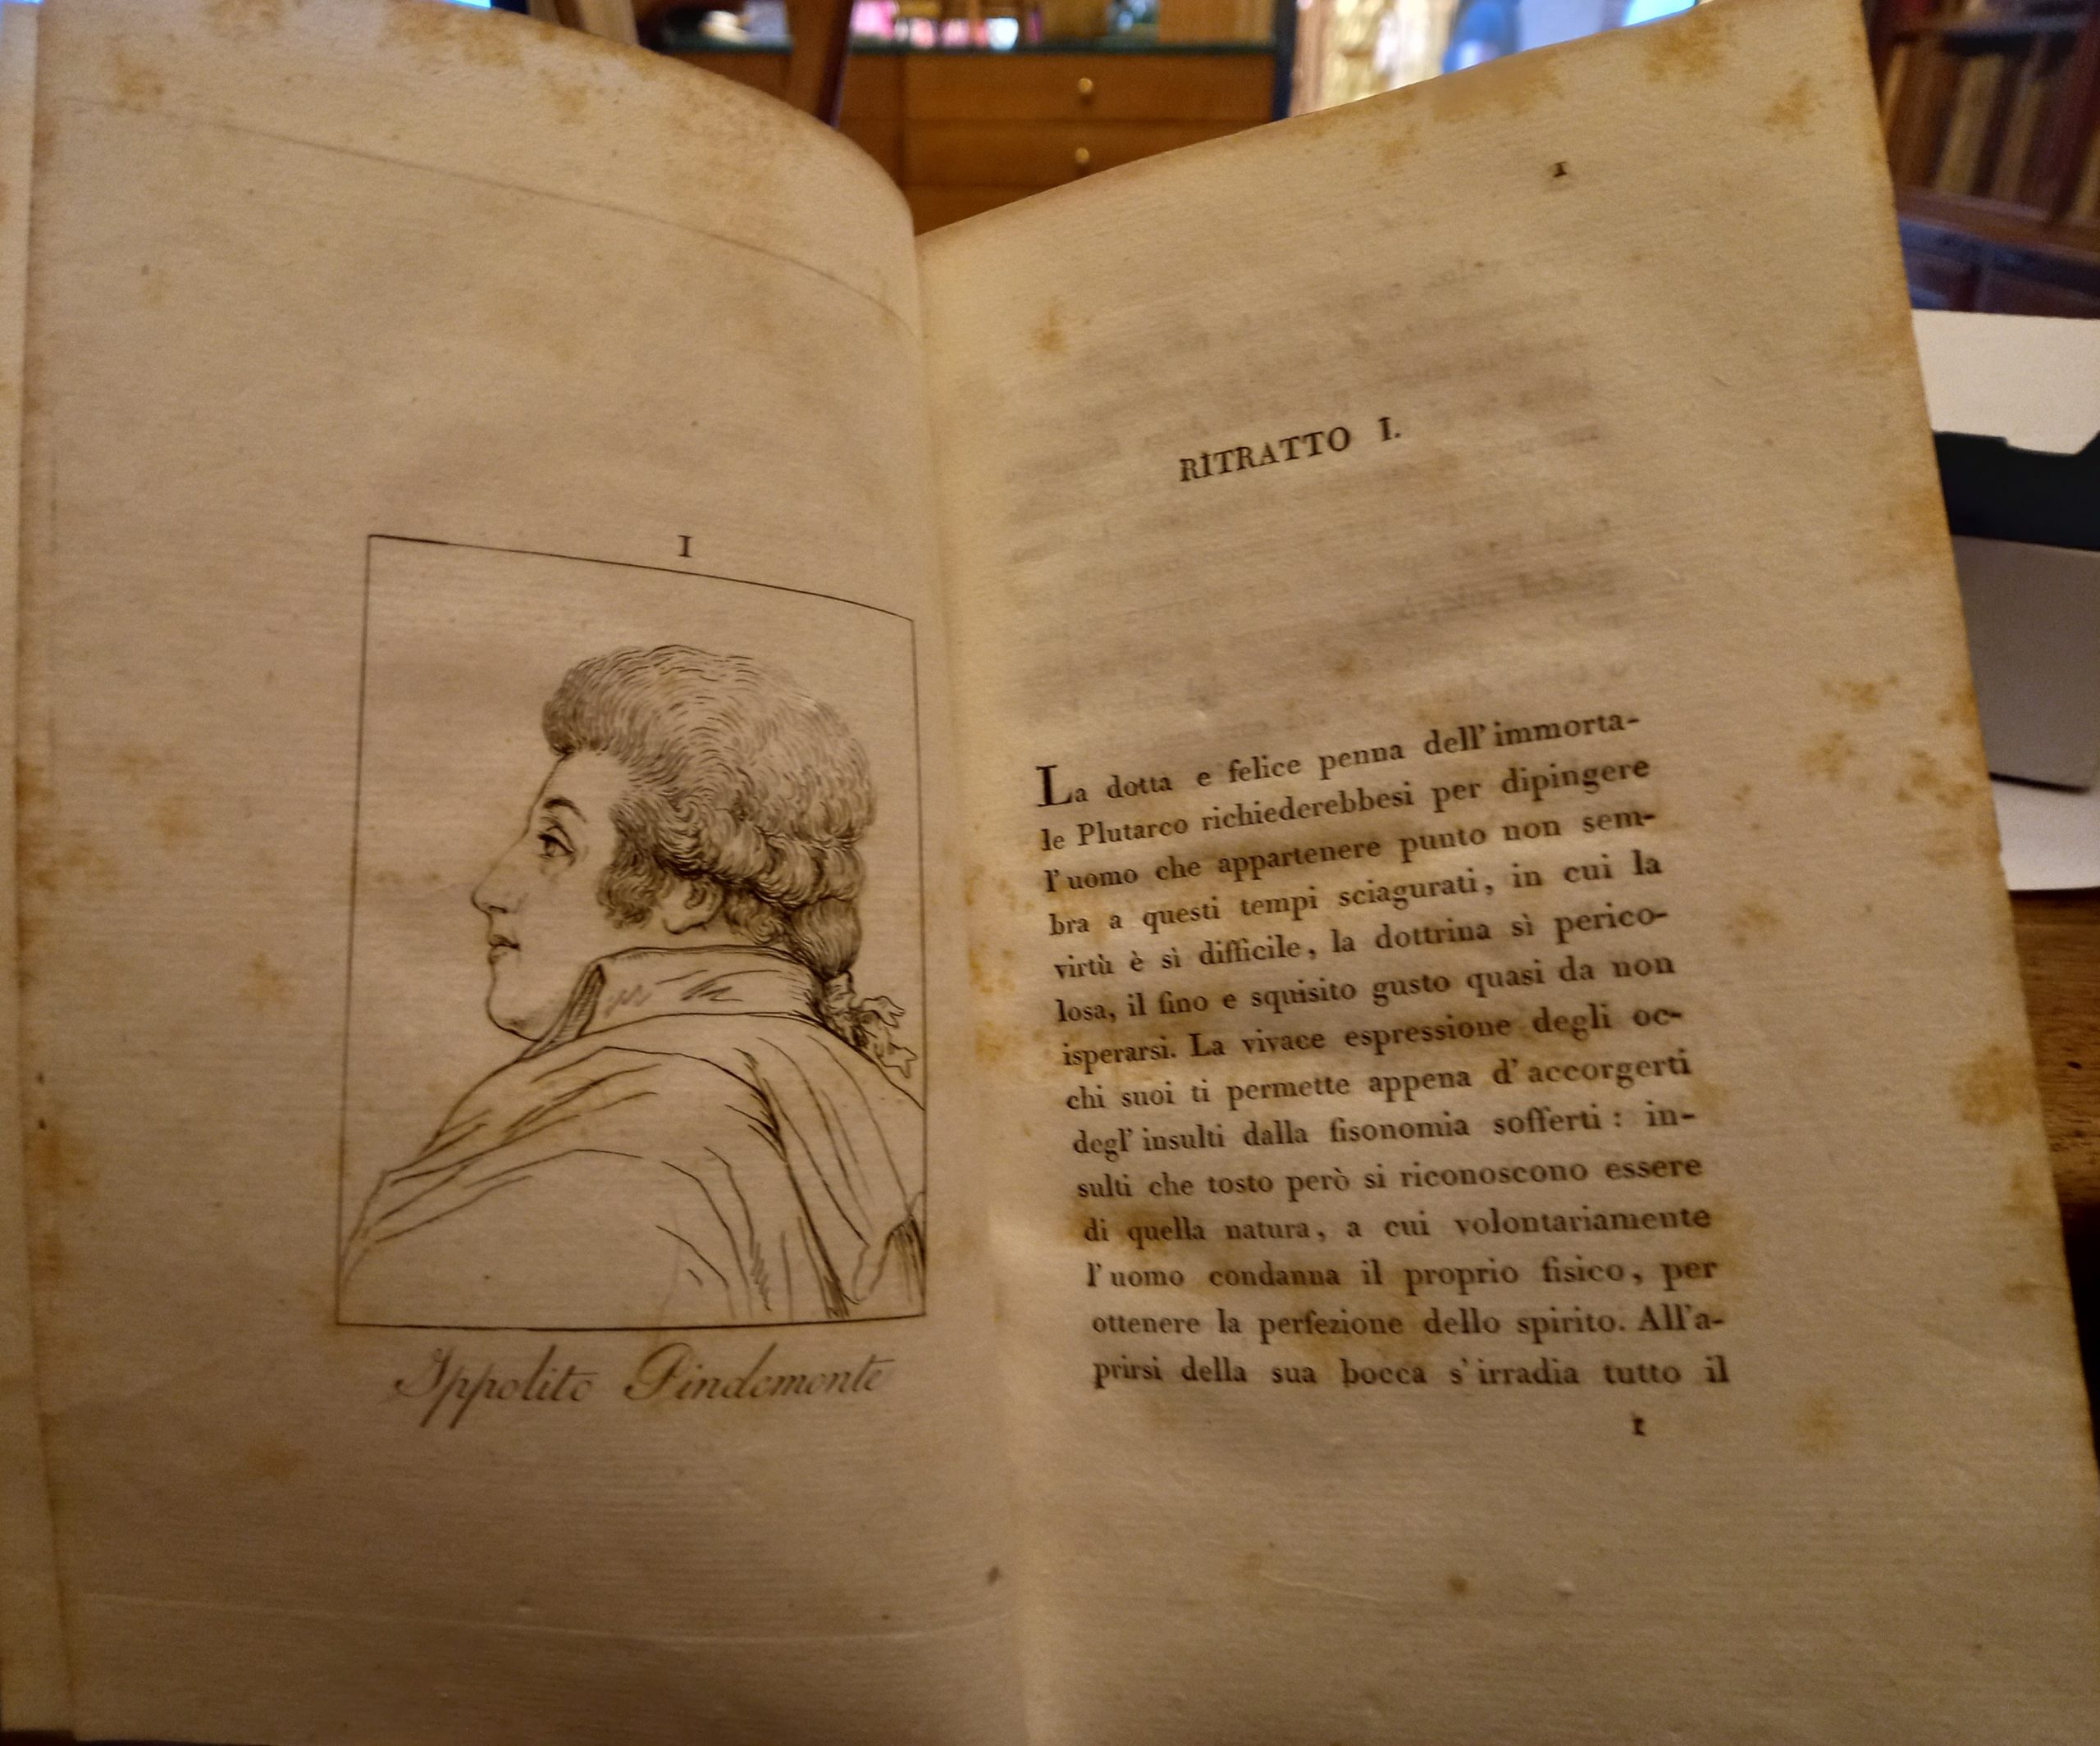 I
Ippolito Pindemonte
1
RITRATTO I.
La dotta e felice penna dell'immorta-
le Plutarco richiederebbesi per dipingere
l'uomo che appartenere punto non sem-
bra a questi tempi sciagurati, in cui la
virtù è sì difficile, la dottrina sì perico-
losa, il fino e squisito gusto quasi da non
isperarsi. La vivace espressione degli oc-
chi suoi ti permette appena d'accorgerti
degl'insulti dalla fisonomia sofferti: in-
sulti che tosto però si riconoscono essere
di quella natura, a cui volontariamente
l'uomo condanna il proprio fisico, per
ottenere la perfezione dello spirito. All'a-
prirsi della sua bocca s'irradia tutto il
1